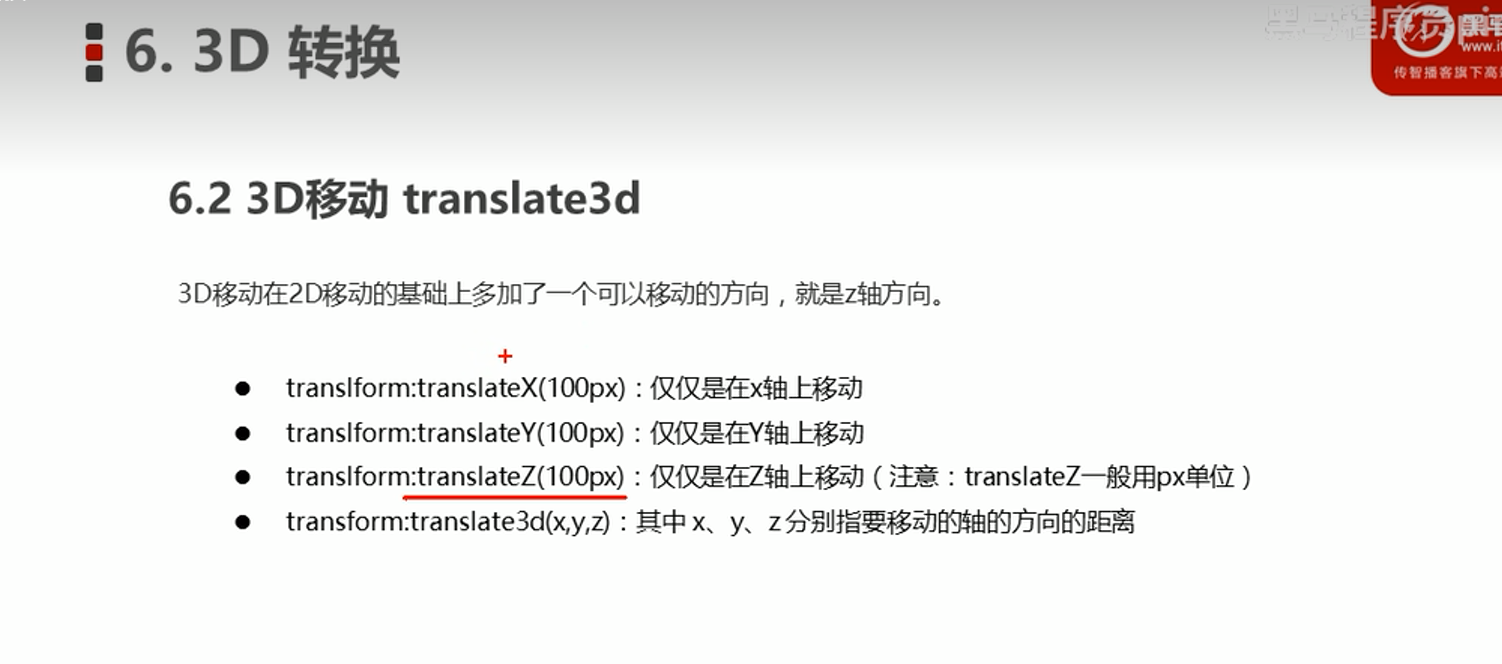 6. 3D 转换
黑马程序员
www.i
传智播客旗下高
6.2 3D移动 translate3d
3D移动在2D移动的基础上多加了一个可以移动的方向，就是z轴方向。
● translform:translateX(100px)：仅仅是在x轴上移动
● translform:translateY(100px)：仅仅是在Y轴上移动
● translform:translateZ(100px)：仅仅是在Z轴上移动（注意：translateZ一般用px单位）
● transform:translate3d(x,y,z)：其中 x、y、z 分别指要移动的轴的方向的距离